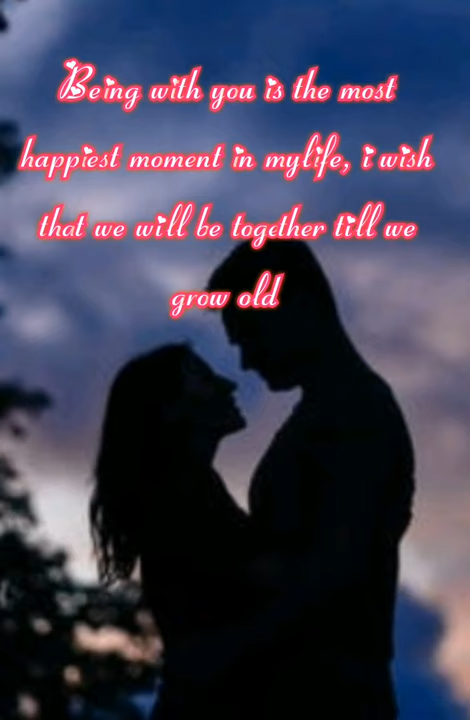 Being with you is the most
happiest moment in mylife, i wish
that we will be together till we
grow old